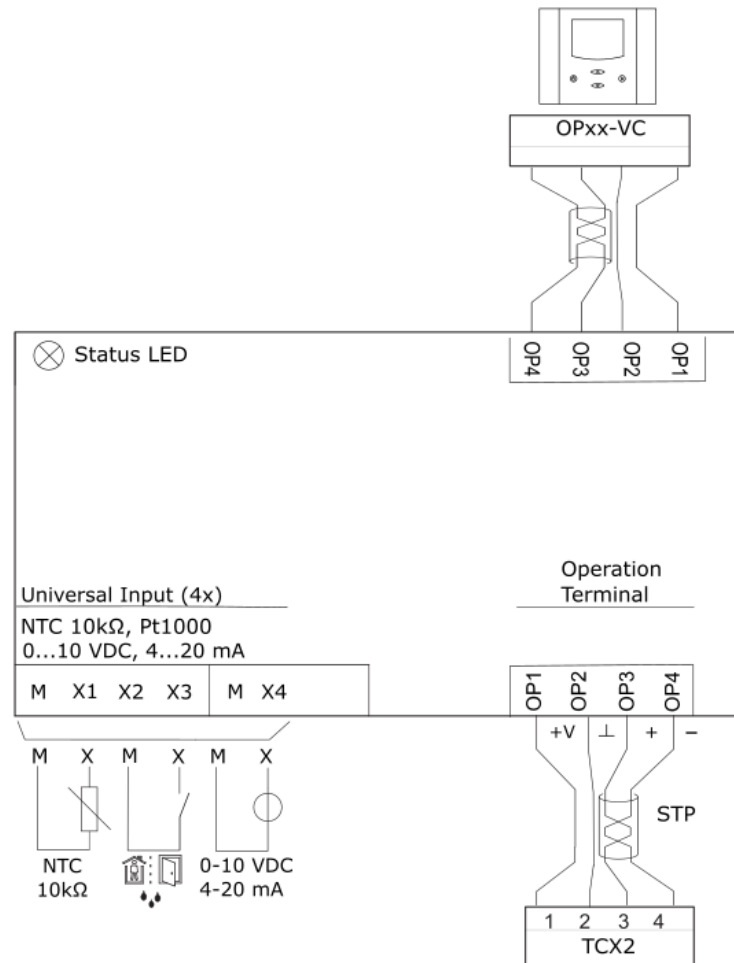 OPxx-VC
Status LED
OP4 OP3 OP2 OP1
Operation
Terminal
Universal Input (4x)
NTC 10kΩ, Pt1000
0...10 VDC, 4...20 mA
M X1 X2 X3 M X4
OP1 OP2 OP3 OP4
+V ⊥ + −
M X M X M X
STP
NTC
10kΩ
0-10 VDC
4-20 mA
1 2 3 4
TCX2